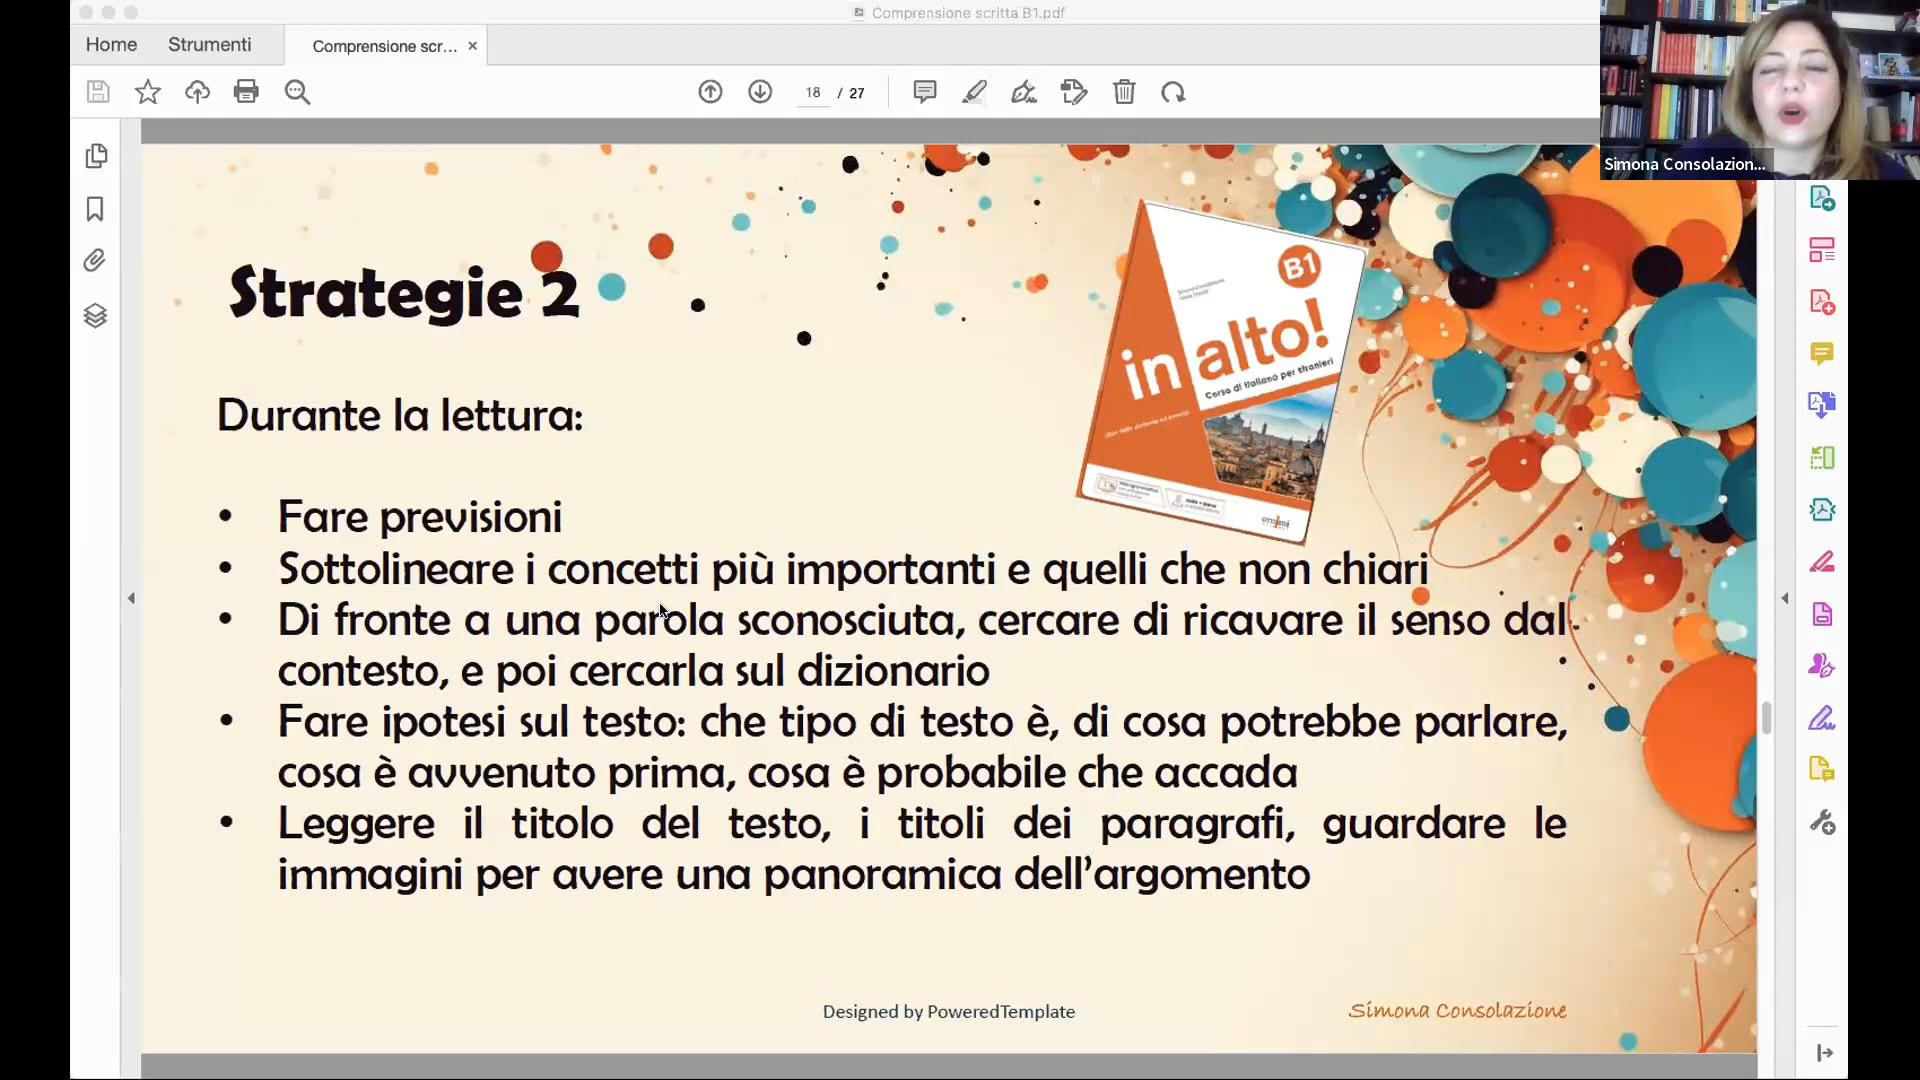 Comprensione scritta B1.pdf
Home Strumenti Comprensione scr... ×
18 / 27
Simona Consolazion...
Strategie 2
B1
in alto!
Corso di italiano per stranieri
Durante la lettura:
• Fare previsioni
• Sottolineare i concetti più importanti e quelli che non chiari
• Di fronte a una parola sconosciuta, cercare di ricavare il senso dal
contesto, e poi cercarla sul dizionario
• Fare ipotesi sul testo: che tipo di testo è, di cosa potrebbe parlare,
cosa è avvenuto prima, cosa è probabile che accada
• Leggere il titolo del testo, i titoli dei paragrafi, guardare le
immagini per avere una panoramica dell’argomento
Designed by PoweredTemplate
Simona Consolazione